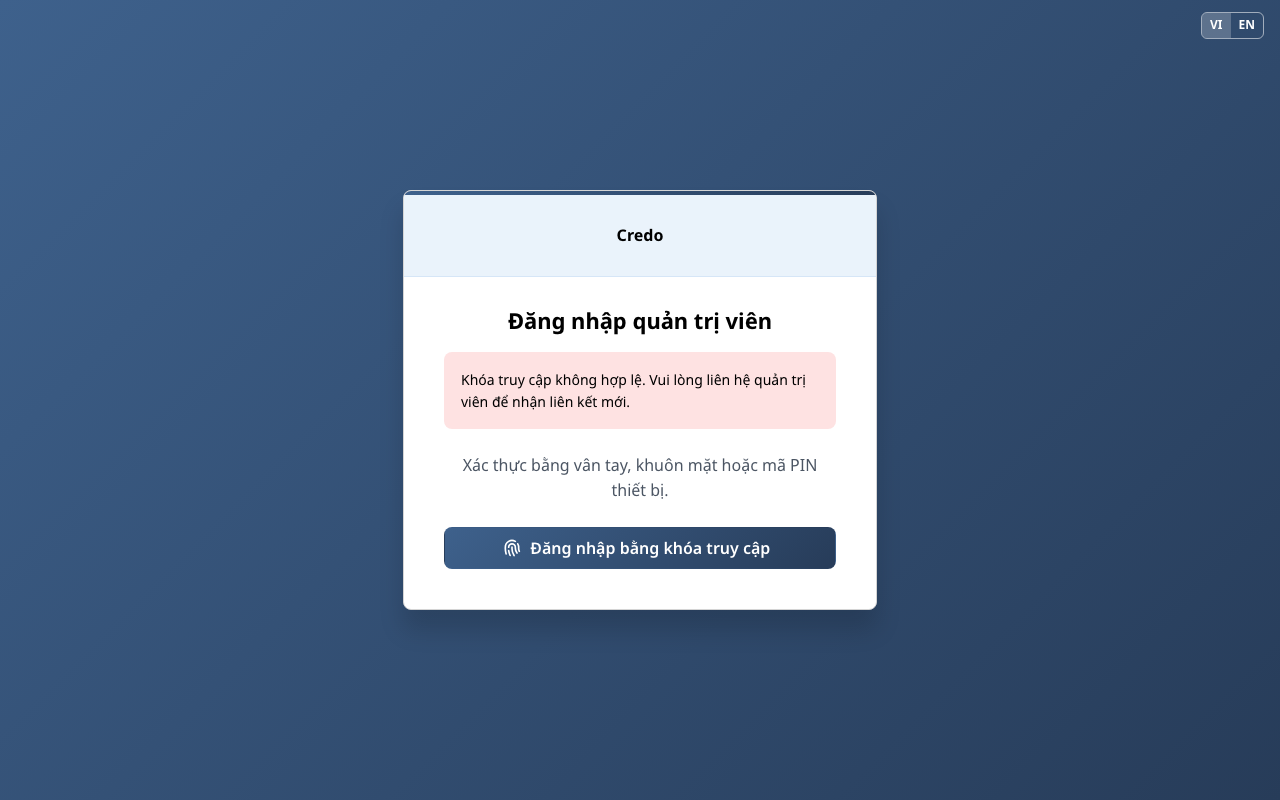 VI EN
Credo
Đăng nhập quản trị viên
Khóa truy cập không hợp lệ. Vui lòng liên hệ quản trị
viên để nhận liên kết mới.
Xác thực bằng vân tay, khuôn mặt hoặc mã PIN
thiết bị.
Đăng nhập bằng khóa truy cập